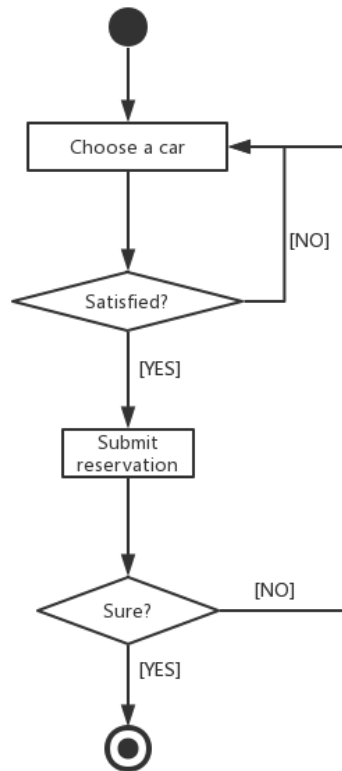 Choose a car
[NO]
Satisfied?
[YES]
Submit
reservation
[NO]
Sure?
[YES]